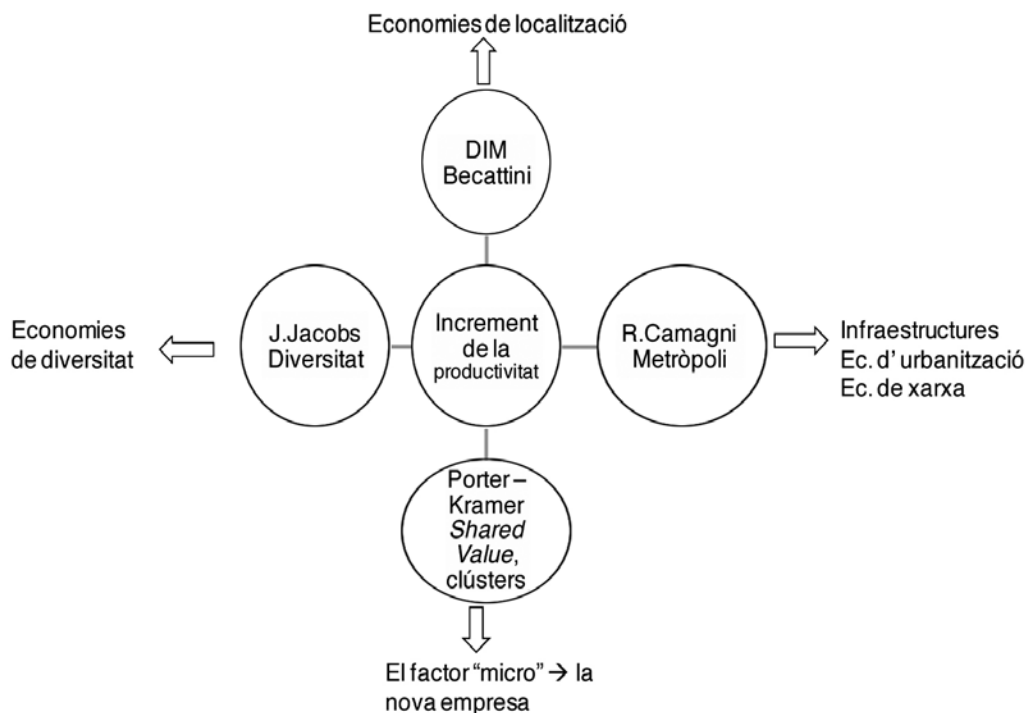 Economies de localització
DIM
Becattini
Economies
de diversitat
J.Jacobs
Diversitat
Increment
de la
productivitat
R.Camagni
Metròpoli
Infraestructures
Ec. d’ urbanització
Ec. de xarxa
Porter –
Kramer
Shared
Value,
clústers
El factor “micro” → la
nova empresa